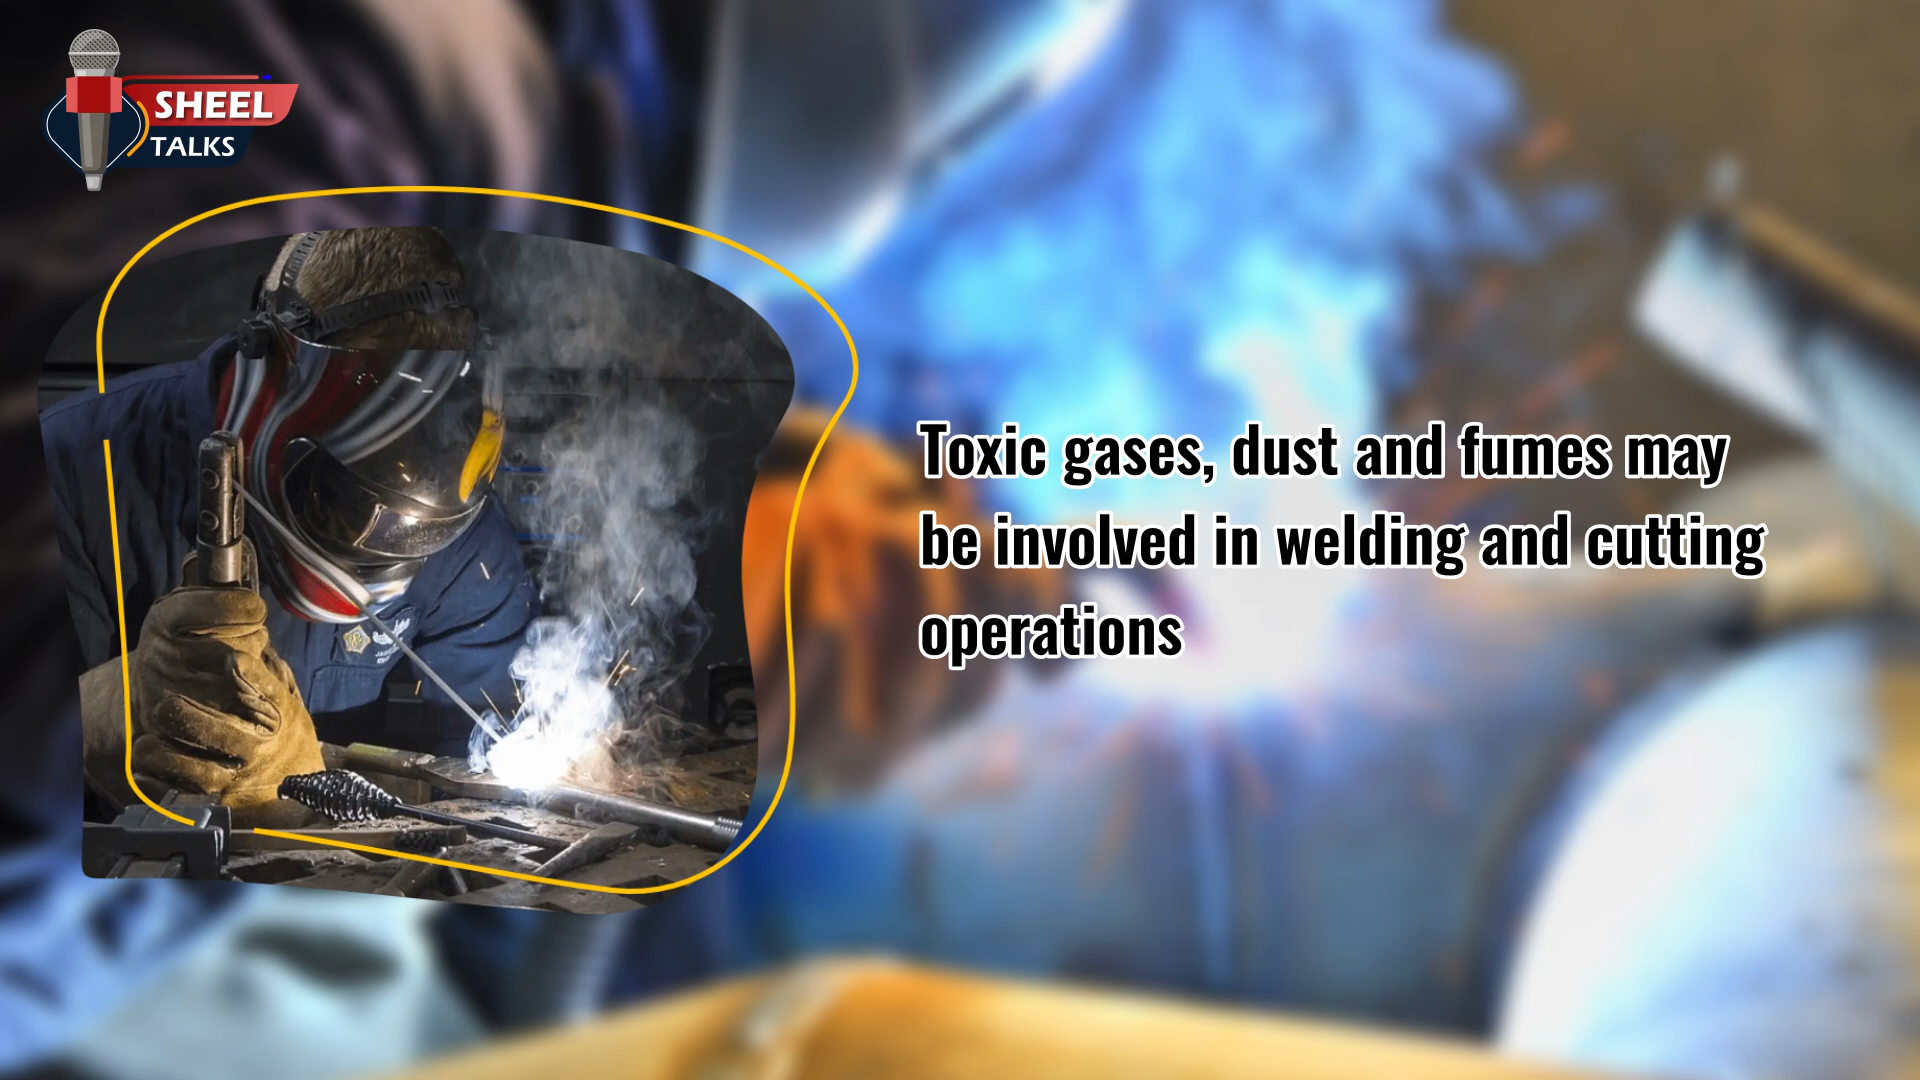 SHEEL
TALKS
Toxic gases, dust and fumes may
be involved in welding and cutting
operations